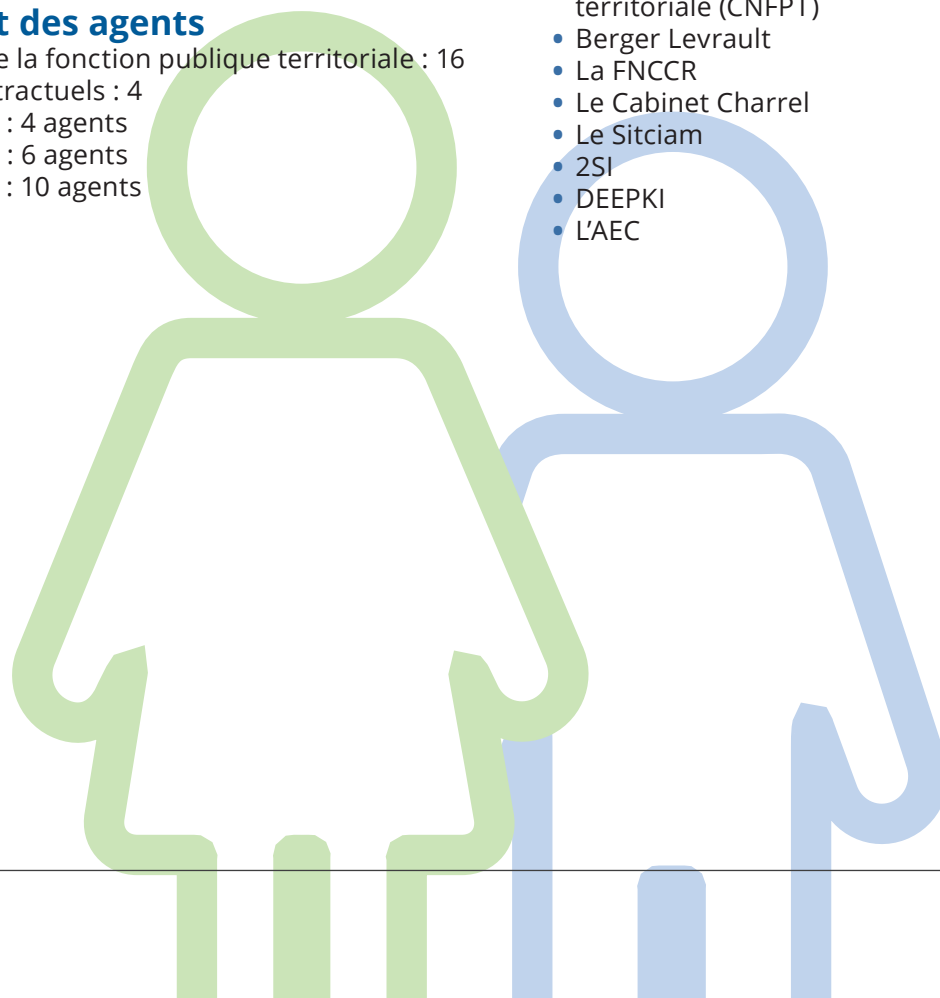 t des agents
e la fonction publique territoriale : 16
tractuels : 4
: 4 agents
: 6 agents
: 10 agents
territoriale (CNFPT)
• Berger Levrault
• La FNCCR
• Le Cabinet Charrel
• Le Sitciam
• 2SI
• DEEPKI
• L’AEC